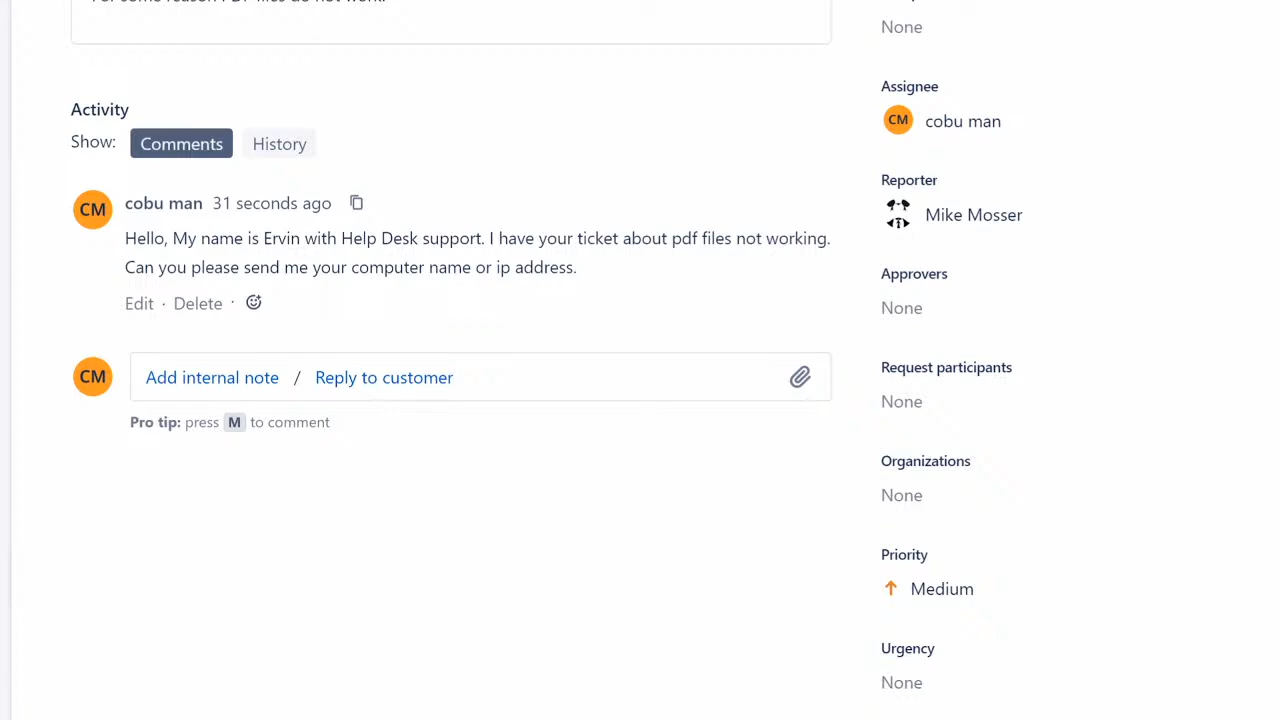 None
Activity
Show: Comments History
CM cobu man 31 seconds ago
Hello, My name is Ervin with Help Desk support. I have your ticket about pdf files not working.
Can you please send me your computer name or ip address.
Edit · Delete ·
CM Add internal note / Reply to customer
Pro tip: press M to comment
Assignee
CM cobu man
Reporter
Mike Mosser
Approvers
None
Request participants
None
Organizations
None
Priority
Medium
Urgency
None